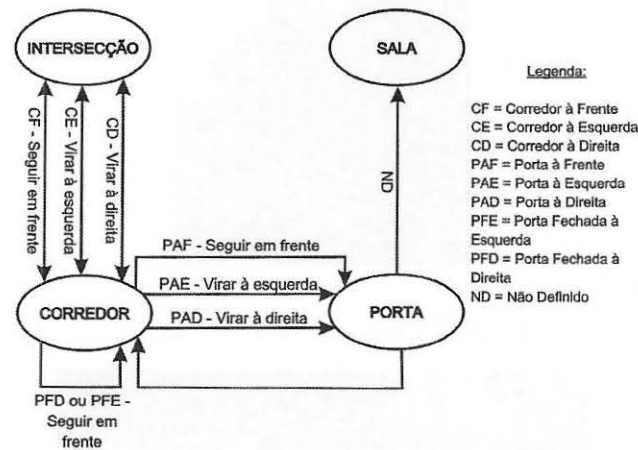 INTERSECÇÃO
SALA
CF - Seguir em frente
CE - Virar à esquerda
CD - Virar à direita
ND
PAF - Seguir em frente
PAE - Virar à esquerda
PAD - Virar à direita
CORREDOR
PORTA
PFD ou PFE -
Seguir em
frente
Legenda:
CF = Corredor à Frente
CE = Corredor à Esquerda
CD = Corredor à Direita
PAF = Porta à Frente
PAE = Porta à Esquerda
PAD = Porta à Direita
PFE = Porta Fechada à
Esquerda
PFD = Porta Fechada à
Direita
ND = Não Definido